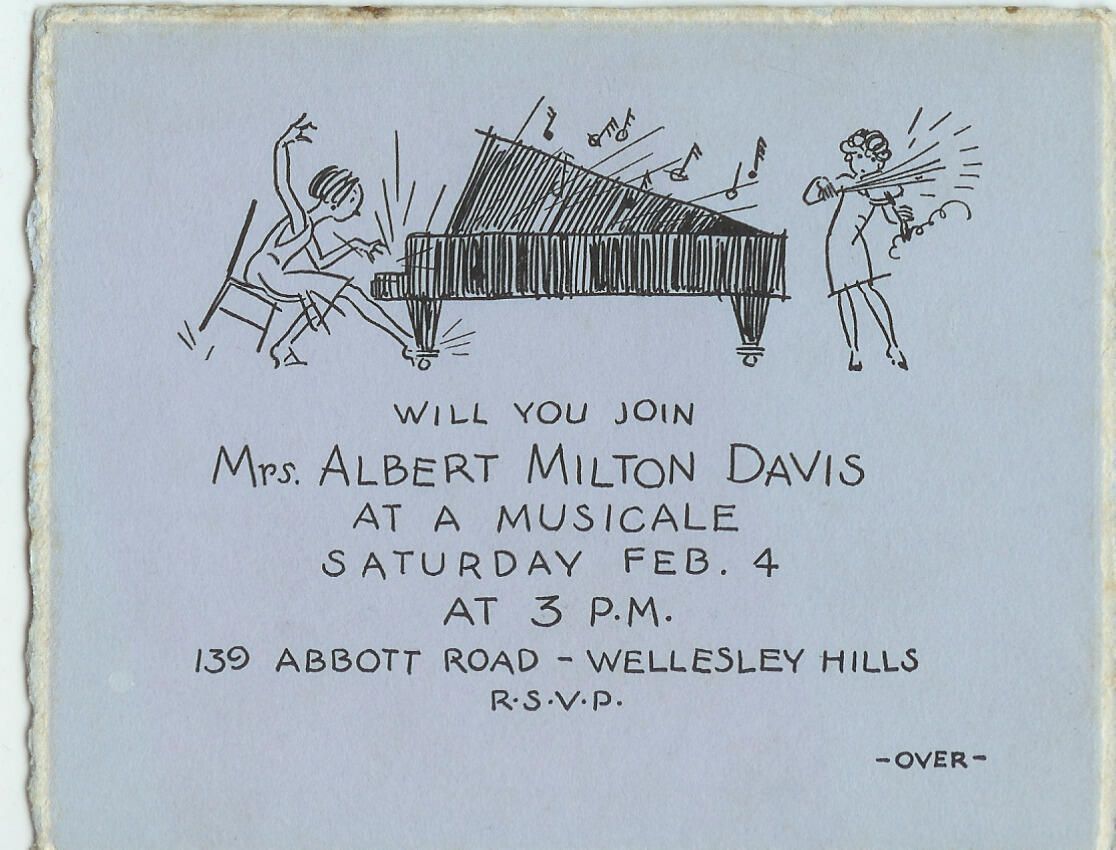 WILL YOU JOIN
Mrs. ALBERT MILTON DAVIS
AT A MUSICALE
SATURDAY FEB. 4
AT 3 P.M.
139 ABBOTT ROAD - WELLESLEY HILLS
R.S.V.P.
-OVER-